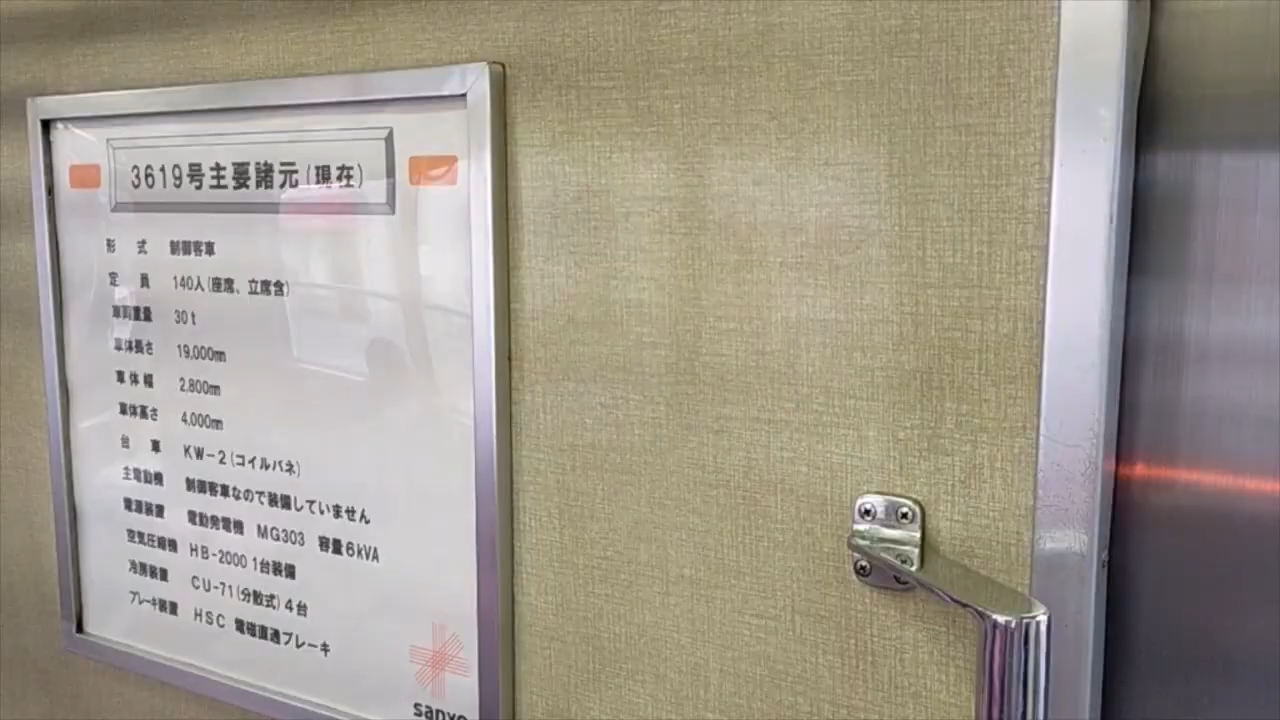 3619号主要諸元(現在)
形 式 制御客車
定 員 140人(座席、立席含)
車両重量 30t
車体長さ 19,000㎜
車体幅 2,800㎜
車体高さ 4,000㎜
台 車 KW-2(コイルバネ)
主電動機 制御客車なので装備していません
電源装置 電動発電機 MG303 容量6kVA
空気圧縮機 HB-2000 1台装備
冷房装置 CU-71(分散式)4台
ブレーキ装置 HSC 電磁直通ブレーキ
sanyo